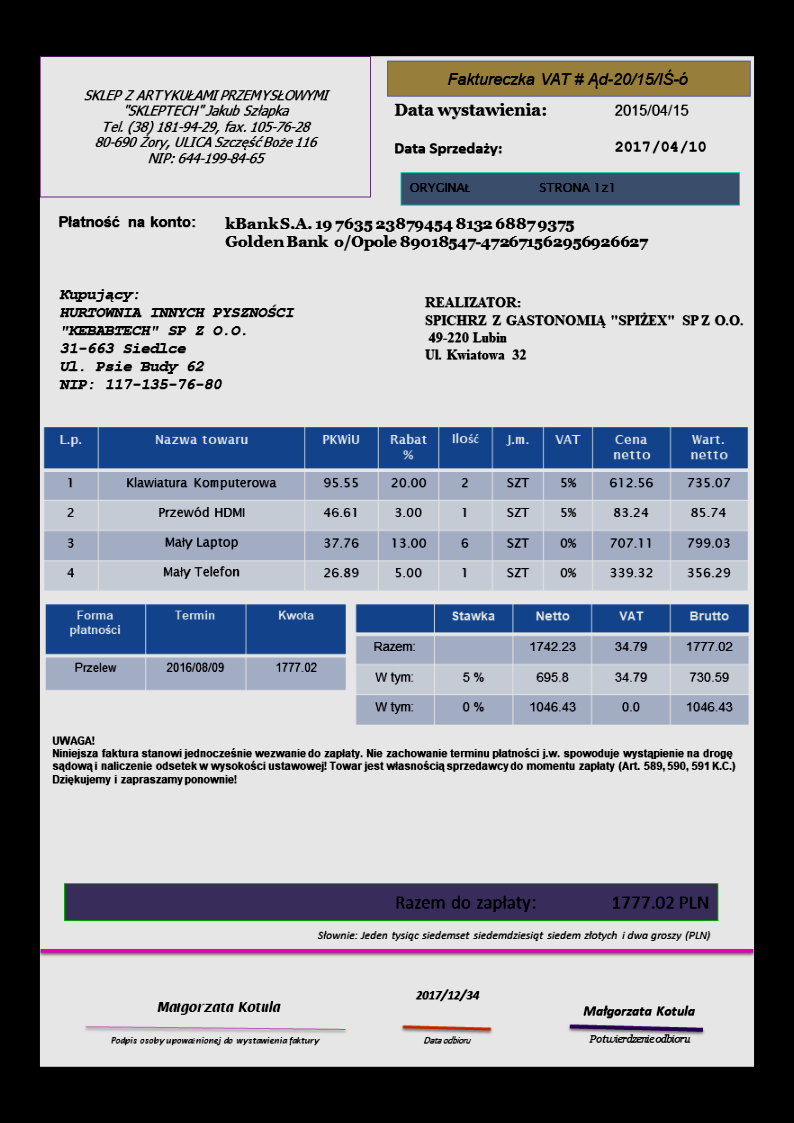 SKLEP Z ARTYKUŁAMI PRZEMYSŁOWYMI
"SKLEPTECH" Jakub Szłapka
Tel. (38) 181-94-29, fax. 105-76-28
80-690 Żory, ULICA Szczęść Boże 116
NIP: 644-199-84-65
Faktureczka VAT # Ąd-20/15/IŚ-ó
Data wystawienia: 2015/04/15
Data Sprzedaży: 2017/04/10
ORYGINAŁ STRONA 1 z 1
Płatność na konto: kBank S.A. 19 7635 23879454 8132 6887 9375
Golden Bank o/Opole 89018547-472671562956926627
Kupujący:
HURTOWNIA INNYCH PYSZNOŚCI
"KEBABTECH" SP Z O.O.
31-663 Siedlce
Ul. Psie Budy 62
NIP: 117-135-76-80
REALIZATOR:
SPICHRZ Z GASTONOMIĄ "SPIŻEX" SP Z O.O.
49-220 Lubin
Ul. Kwiatowa 32
L.p. Nazwa towaru PKWiU Rabat % Ilość J.m. VAT Cena netto Wart. netto
1 Klawiatura Komputerowa 95.55 20.00 2 SZT 5% 612.56 735.07
2 Przewód HDMI 46.61 3.00 1 SZT 5% 83.24 85.74
3 Mały Laptop 37.76 13.00 6 SZT 0% 707.11 799.03
4 Mały Telefon 26.89 5.00 1 SZT 0% 339.32 356.29
Forma płatności Termin Kwota
Przelew 2016/08/09 1777.02
Stawka Netto VAT Brutto
Razem: 1742.23 34.79 1777.02
W tym: 5 % 695.8 34.79 730.59
W tym: 0 % 1046.43 0.0 1046.43
UWAGA!
Niniejsza faktura stanowi jednocześnie wezwanie do zapłaty. Nie zachowanie terminu płatności j.w. spowoduje wystąpienie na drogę
sądową i naliczenie odsetek w wysokości ustawowej! Towar jest własnością sprzedawcy do momentu zapłaty (Art. 589, 590, 591 K.C.)
Dziękujemy i zapraszamy ponownie!
Razem do zapłaty: 1777.02 PLN
Słownie: Jeden tysiąc siedemset siedemdziesiąt siedem złotych i dwa groszy (PLN)
Małgorzata Kotula
2017/12/34
Małgorzata Kotula
Podpis osoby upoważnionej do wystawienia faktury
Data odbioru
Potwierdzenie odbioru